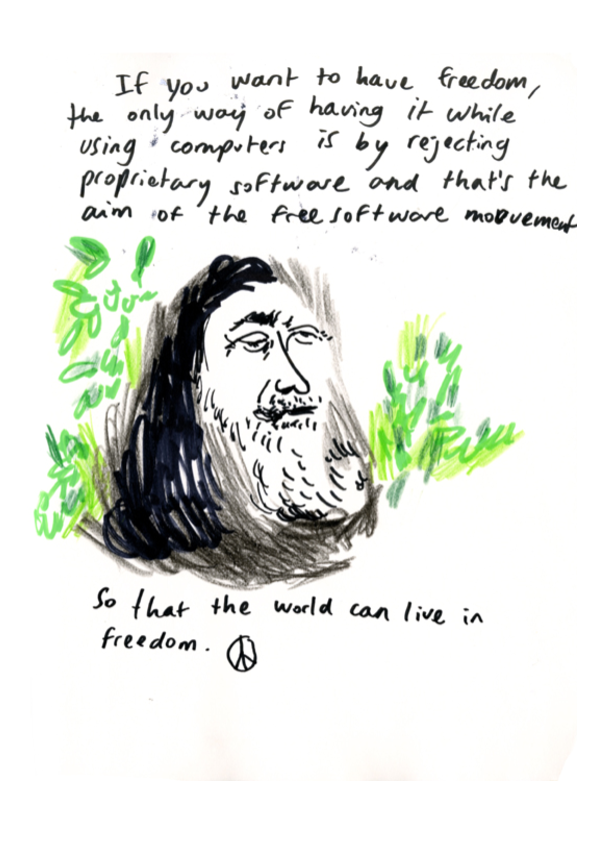 If you want to have freedom,
the only way of having it while
using computers is by rejecting
proprietary software and that's the
aim of the free software movement
So that the world can live in
freedom.